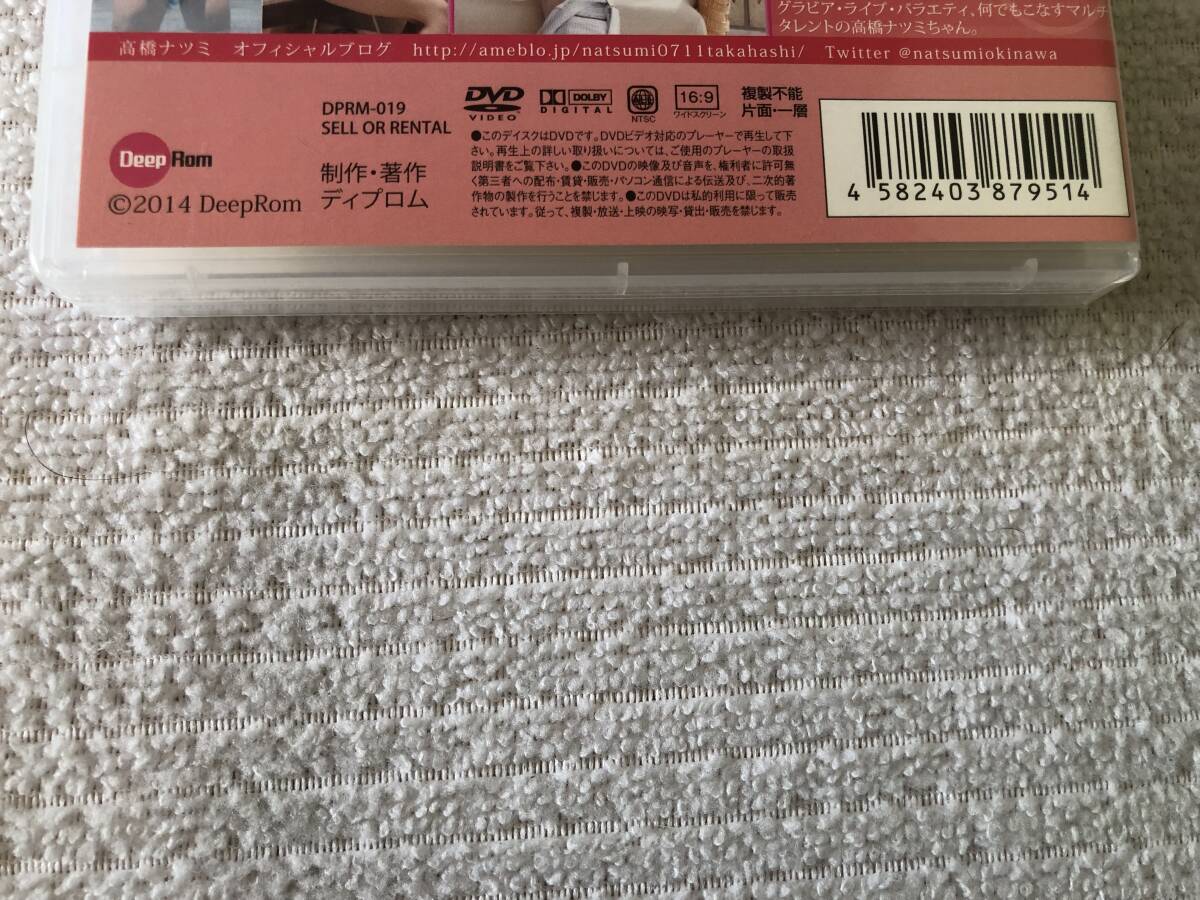 グラビア・ライブ・バラエティ、何でもこなすマルチ
タレントの高橋ナツミちゃん。
高橋ナツミ オフィシャルブログ http://ameblo.jp/natsumi0711takahashi/ Twitter @natsumiokinawa
DeepRom
©2014 DeepRom
DPRM-019
SELL OR RENTAL
制作・著作
ディプロム
DVD
VIDEO
DOLBY
DIGITAL
NTSC
16:9
ワイドスクリーン
複製不能
片面・一層
●このデイスクはDVDです。DVDビデオ対応のプレーヤーで再生して下
さい。再生上の詳しい取り扱いについては、ご使用のプレーヤーの取扱
説明書をご覧下さい。●このDVDの映像及び音声を、権利者に許可無
く第三者への配布・賃貸・販売・パソコン通信による伝送及び、二次的著
作物の製作を行うことを禁じます。●このDVDは私的利用に限って販売
されています。従って、複製・放送・上映の映写・貸出・販売を禁じます。
4 582403 879514